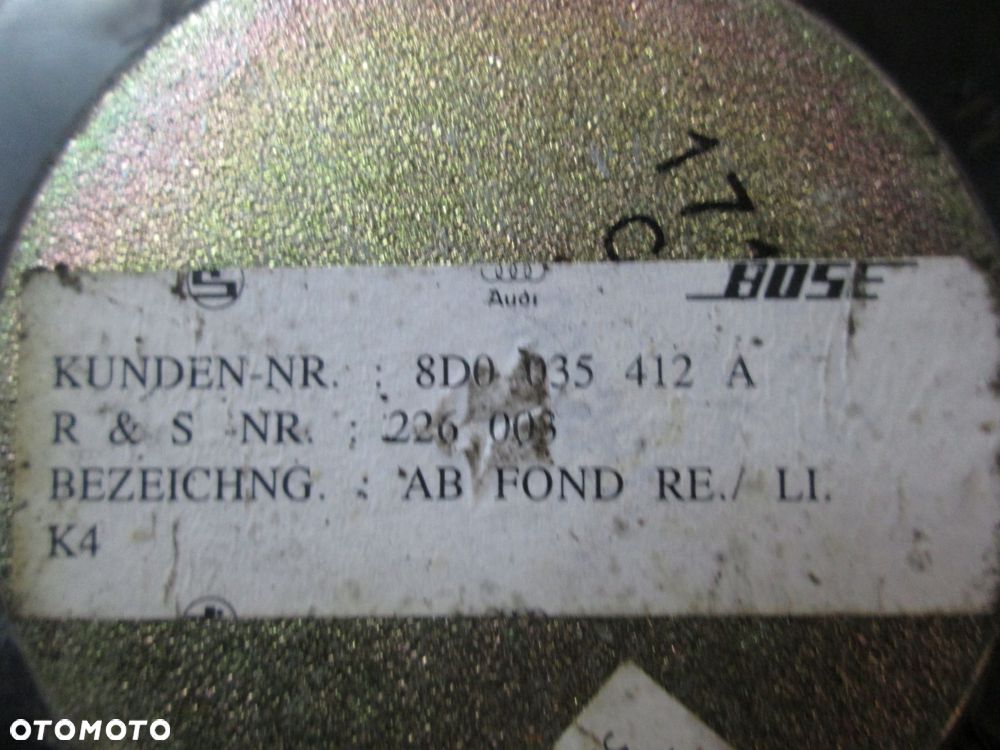 Audi
BOSE
KUNDEN-NR. : 8D0 035 412 A
R & S -NR. : 226 003
BEZEICHNG. : AB FOND RE./ LI.
K4
OTOMOTO